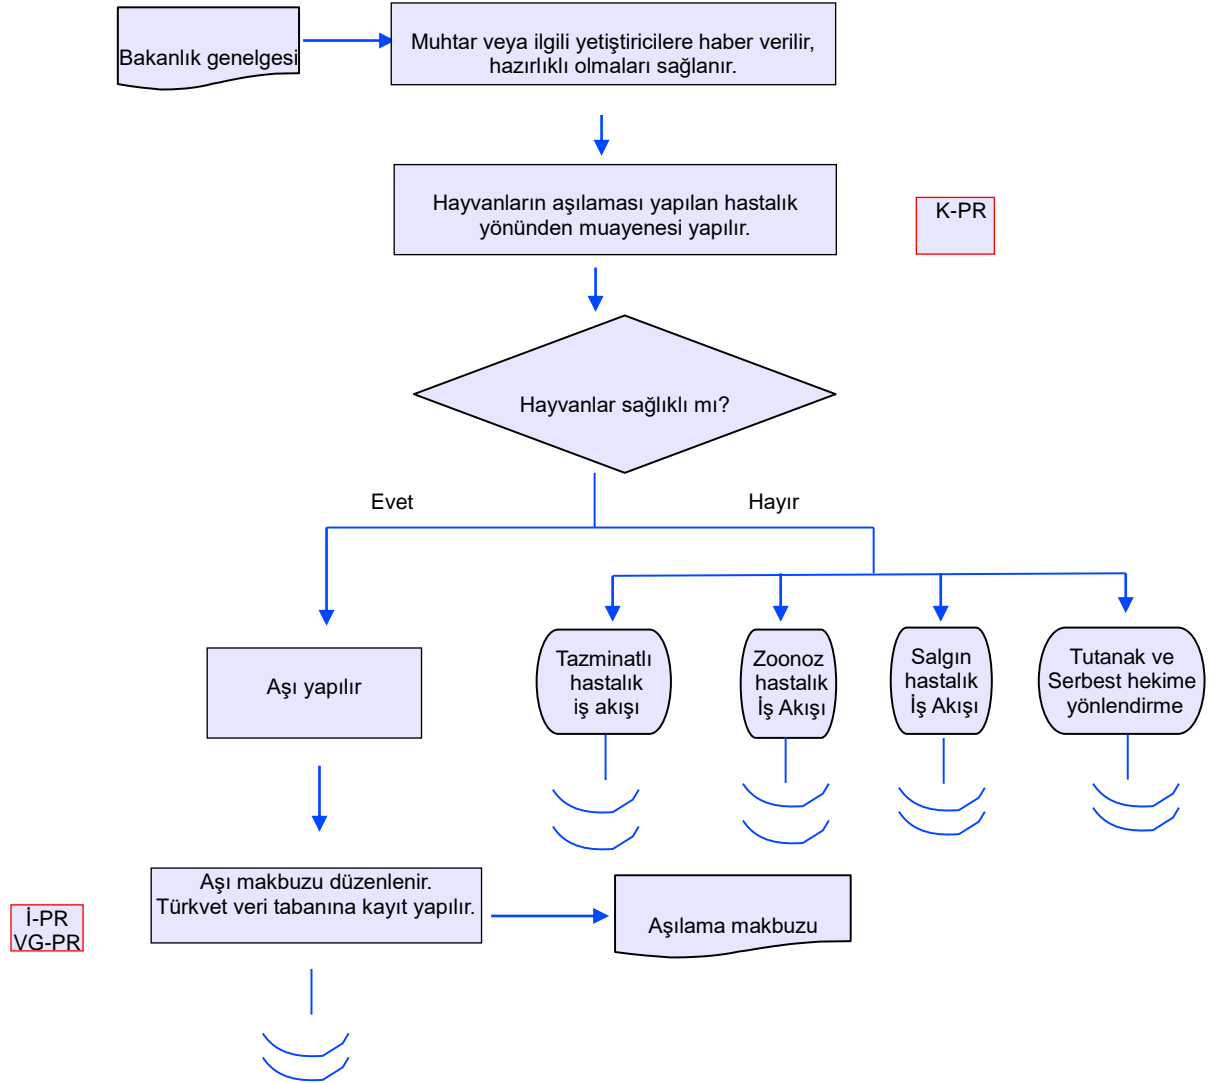 Bakanlık genelgesi
Muhtar veya ilgili yetiştiricilere haber verilir,
hazırlıklı olmaları sağlanır.
Hayvanların aşılaması yapılan hastalık
yönünden muayenesi yapılır.
K-PR
Hayvanlar sağlıklı mı?
Evet
Hayır
Aşı yapılır
Tazminatlı
hastalık
iş akışı
Zoonoz
hastalık
İş Akışı
Salgın
hastalık
İş Akışı
Tutanak ve
Serbest hekime
yönlendirme
Aşı makbuzu düzenlenir.
Türkvet veri tabanına kayıt yapılır.
Aşılama makbuzu
İ-PR
VG-PR